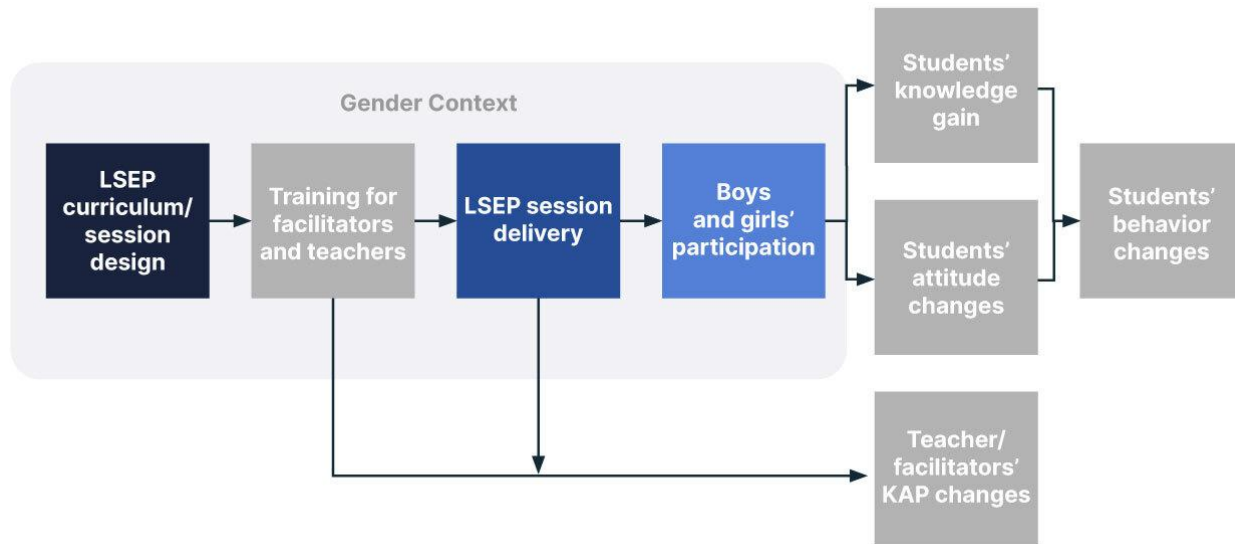 Gender Context
LSEP
curriculum/
session
design
Training for
facilitators
and teachers
LSEP session
delivery
Boys
and girls’
participation
Students’
knowledge
gain
Students’
attitude
changes
Students’
behavior
changes
Teacher/
facilitators’
KAP changes